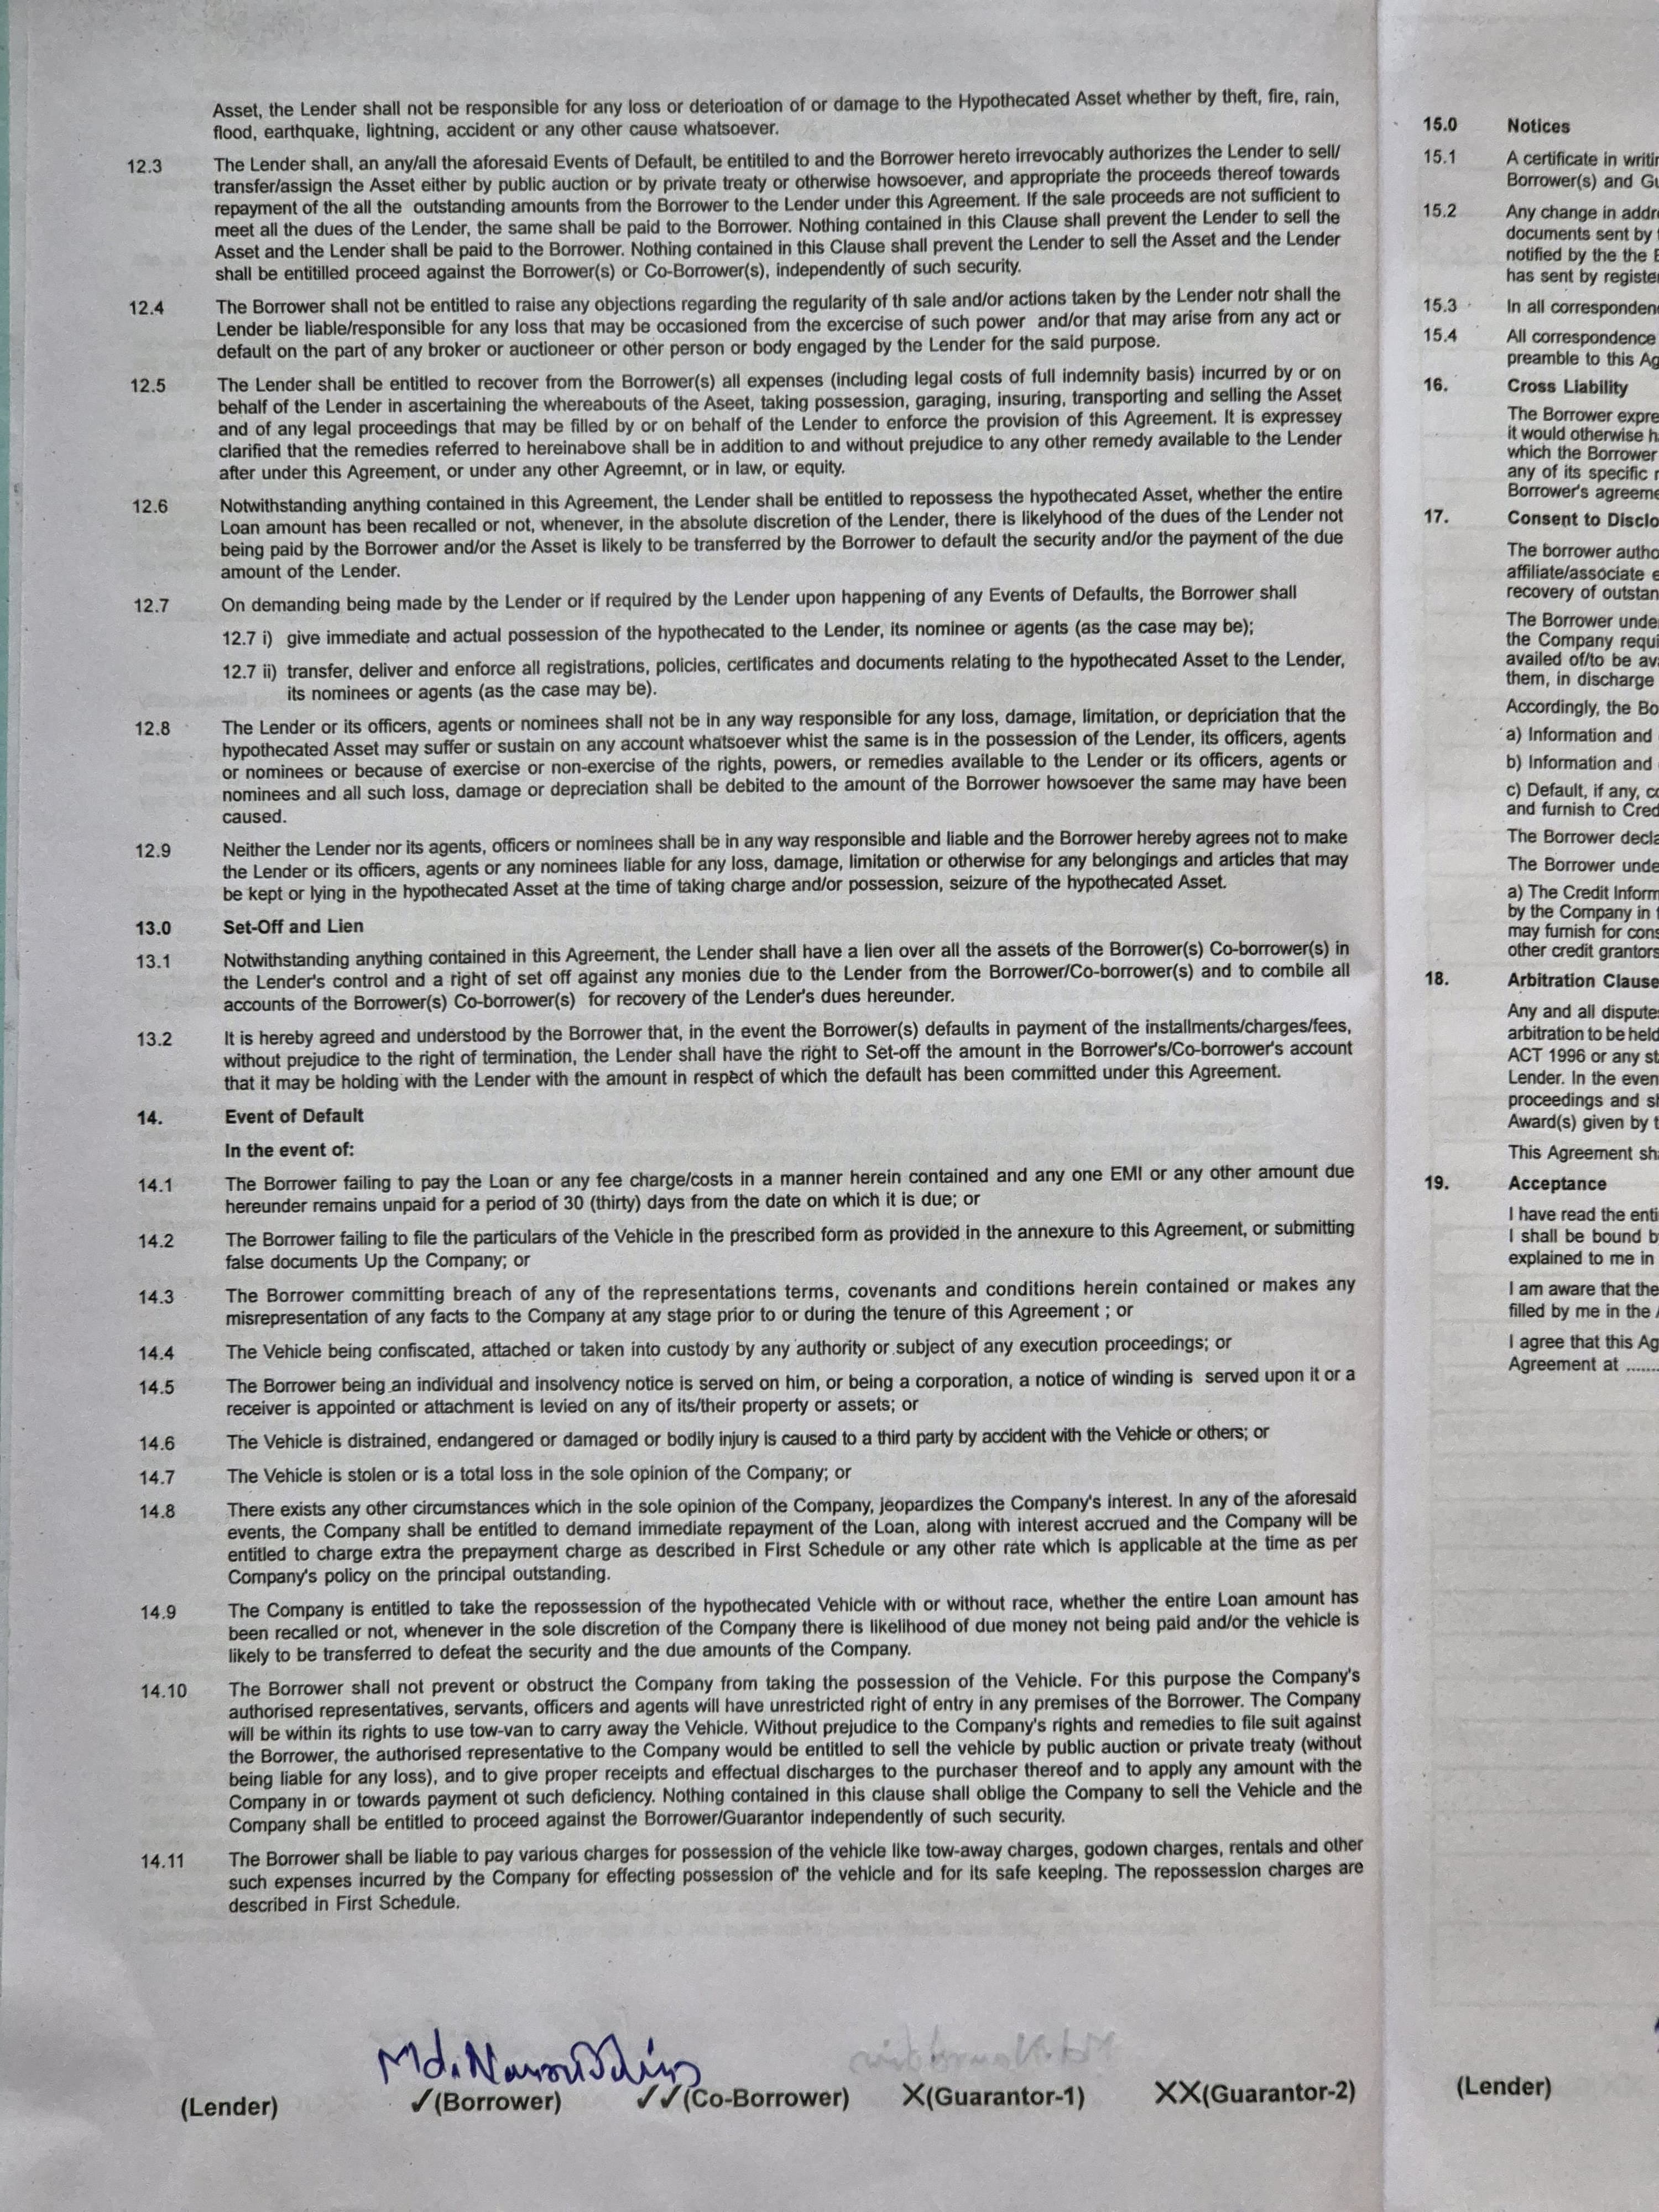 Asset, the Lender shall not be responsible for any loss or deterioation of or damage to the Hypothecated Asset whether by theft, fire, rain,
flood, earthquake, lightning, accident or any other cause whatsoever.
12.3 The Lender shall, an any/all the aforesaid Events of Default, be entitiled to and the Borrower hereto irrevocably authorizes the Lender to sell/
transfer/assign the Asset either by public auction or by private treaty or otherwise howsoever, and appropriate the proceeds thereof towards
repayment of the all the outstanding amounts from the Borrower to the Lender under this Agreement. If the sale proceeds are not sufficient to
meet all the dues of the Lender, the same shall be paid to the Borrower. Nothing contained in this Clause shall prevent the Lender to sell the
Asset and the Lender shall be paid to the Borrower. Nothing contained in this Clause shall prevent the Lender to sell the Asset and the Lender
shall be entitilled proceed against the Borrower(s) or Co-Borrower(s), independently of such security.
12.4 The Borrower shall not be entitled to raise any objections regarding the regularity of th sale and/or actions taken by the Lender notr shall the
Lender be liable/responsible for any loss that may be occasioned from the excercise of such power and/or that may arise from any act or
default on the part of any broker or auctioneer or other person or body engaged by the Lender for the said purpose.
12.5 The Lender shall be entitled to recover from the Borrower(s) all expenses (including legal costs of full indemnity basis) incurred by or on
behalf of the Lender in ascertaining the whereabouts of the Aseet, taking possession, garaging, insuring, transporting and selling the Asset
and of any legal proceedings that may be filled by or on behalf of the Lender to enforce the provision of this Agreement. It is expressey
clarified that the remedies referred to hereinabove shall be in addition to and without prejudice to any other remedy available to the Lender
after under this Agreement, or under any other Agreemnt, or in law, or equity.
12.6 Notwithstanding anything contained in this Agreement, the Lender shall be entitled to repossess the hypothecated Asset, whether the entire
Loan amount has been recalled or not, whenever, in the absolute discretion of the Lender, there is likelyhood of the dues of the Lender not
being paid by the Borrower and/or the Asset is likely to be transferred by the Borrower to default the security and/or the payment of the due
amount of the Lender.
12.7 On demanding being made by the Lender or if required by the Lender upon happening of any Events of Defaults, the Borrower shall
12.7 i) give immediate and actual possession of the hypothecated to the Lender, its nominee or agents (as the case may be);
12.7 ii) transfer, deliver and enforce all registrations, policies, certificates and documents relating to the hypothecated Asset to the Lender,
its nominees or agents (as the case may be).
12.8 The Lender or its officers, agents or nominees shall not be in any way responsible for any loss, damage, limitation, or depriciation that the
hypothecated Asset may suffer or sustain on any account whatsoever whist the same is in the possession of the Lender, its officers, agents
or nominees or because of exercise or non-exercise of the rights, powers, or remedies available to the Lender or its officers, agents or
nominees and all such loss, damage or depreciation shall be debited to the amount of the Borrower howsoever the same may have been
caused.
12.9 Neither the Lender nor its agents, officers or nominees shall be in any way responsible and liable and the Borrower hereby agrees not to make
the Lender or its officers, agents or any nominees liable for any loss, damage, limitation or otherwise for any belongings and articles that may
be kept or lying in the hypothecated Asset at the time of taking charge and/or possession, seizure of the hypothecated Asset.
13.0 Set-Off and Lien
13.1 Notwithstanding anything contained in this Agreement, the Lender shall have a lien over all the assets of the Borrower(s) Co-borrower(s) in
the Lender's control and a right of set off against any monies due to the Lender from the Borrower/Co-borrower(s) and to combile all
accounts of the Borrower(s) Co-borrower(s) for recovery of the Lender's dues hereunder.
13.2 It is hereby agreed and understood by the Borrower that, in the event the Borrower(s) defaults in payment of the installments/charges/fees,
without prejudice to the right of termination, the Lender shall have the right to Set-off the amount in the Borrower's/Co-borrower's account
that it may be holding with the Lender with the amount in respect of which the default has been committed under this Agreement.
14. Event of Default
In the event of:
14.1 The Borrower failing to pay the Loan or any fee charge/costs in a manner herein contained and any one EMI or any other amount due
hereunder remains unpaid for a period of 30 (thirty) days from the date on which it is due; or
14.2 The Borrower failing to file the particulars of the Vehicle in the prescribed form as provided in the annexure to this Agreement, or submitting
false documents Up the Company; or
14.3 The Borrower committing breach of any of the representations terms, covenants and conditions herein contained or makes any
misrepresentation of any facts to the Company at any stage prior to or during the tenure of this Agreement ; or
14.4 The Vehicle being confiscated, attached or taken into custody by any authority or subject of any execution proceedings; or
14.5 The Borrower being an individual and insolvency notice is served on him, or being a corporation, a notice of winding is served upon it or a
receiver is appointed or attachment is levied on any of its/their property or assets; or
14.6 The Vehicle is distrained, endangered or damaged or bodily injury is caused to a third party by accident with the Vehicle or others; or
14.7 The Vehicle is stolen or is a total loss in the sole opinion of the Company; or
14.8 There exists any other circumstances which in the sole opinion of the Company, jeopardizes the Company's interest. In any of the aforesaid
events, the Company shall be entitled to demand immediate repayment of the Loan, along with interest accrued and the Company will be
entitled to charge extra the prepayment charge as described in First Schedule or any other rate which is applicable at the time as per
Company's policy on the principal outstanding.
14.9 The Company is entitled to take the repossession of the hypothecated Vehicle with or without race, whether the entire Loan amount has
been recalled or not, whenever in the sole discretion of the Company there is likelihood of due money not being paid and/or the vehicle is
likely to be transferred to defeat the security and the due amounts of the Company.
14.10 The Borrower shall not prevent or obstruct the Company from taking the possession of the Vehicle. For this purpose the Company's
authorised representatives, servants, officers and agents will have unrestricted right of entry in any premises of the Borrower. The Company
will be within its rights to use tow-van to carry away the Vehicle. Without prejudice to the Company's rights and remedies to file suit against
the Borrower, the authorised representative to the Company would be entitled to sell the vehicle by public auction or private treaty (without
being liable for any loss), and to give proper receipts and effectual discharges to the purchaser thereof and to apply any amount with the
Company in or towards payment ot such deficiency. Nothing contained in this clause shall oblige the Company to sell the Vehicle and the
Company shall be entitled to proceed against the Borrower/Guarantor independently of such security.
14.11 The Borrower shall be liable to pay various charges for possession of the vehicle like tow-away charges, godown charges, rentals and other
such expenses incurred by the Company for effecting possession of the vehicle and for its safe keeping. The repossession charges are
described in First Schedule.
Md.
(Lender) ✓(Borrower) ✓✓(Co-Borrower) X(Guarantor-1) XX(Guarantor-2)
15.0 Notices
15.1 A certificate in
Borrower(s) and
15.2 Any change in
documents sent by
notified by the the
has sent by
15.3 In all
15.4 All correspondence
preamble to this
16. Cross Liability
The Borrower
it would otherwise
which the Borrower
any of its specific
Borrower's
17. Consent to
The borrower
affiliate/associate
recovery of
The Borrower
the Company
availed of/to be
them, in discharge
Accordingly, the
a) Information and
b) Information and
c) Default, if any,
and furnish to
The Borrower
The Borrower
a) The Credit
by the Company in
may furnish for
other credit grantors
18. Arbitration Clause
Any and all
arbitration to be held
ACT 1996 or any
Lender. In the
proceedings and
Award(s) given by
This Agreement
19. Acceptance
I have read the
I shall be bound
explained to me in
I am aware that the
filled by me in the
I agree that this
Agreement at .......
(Lender)